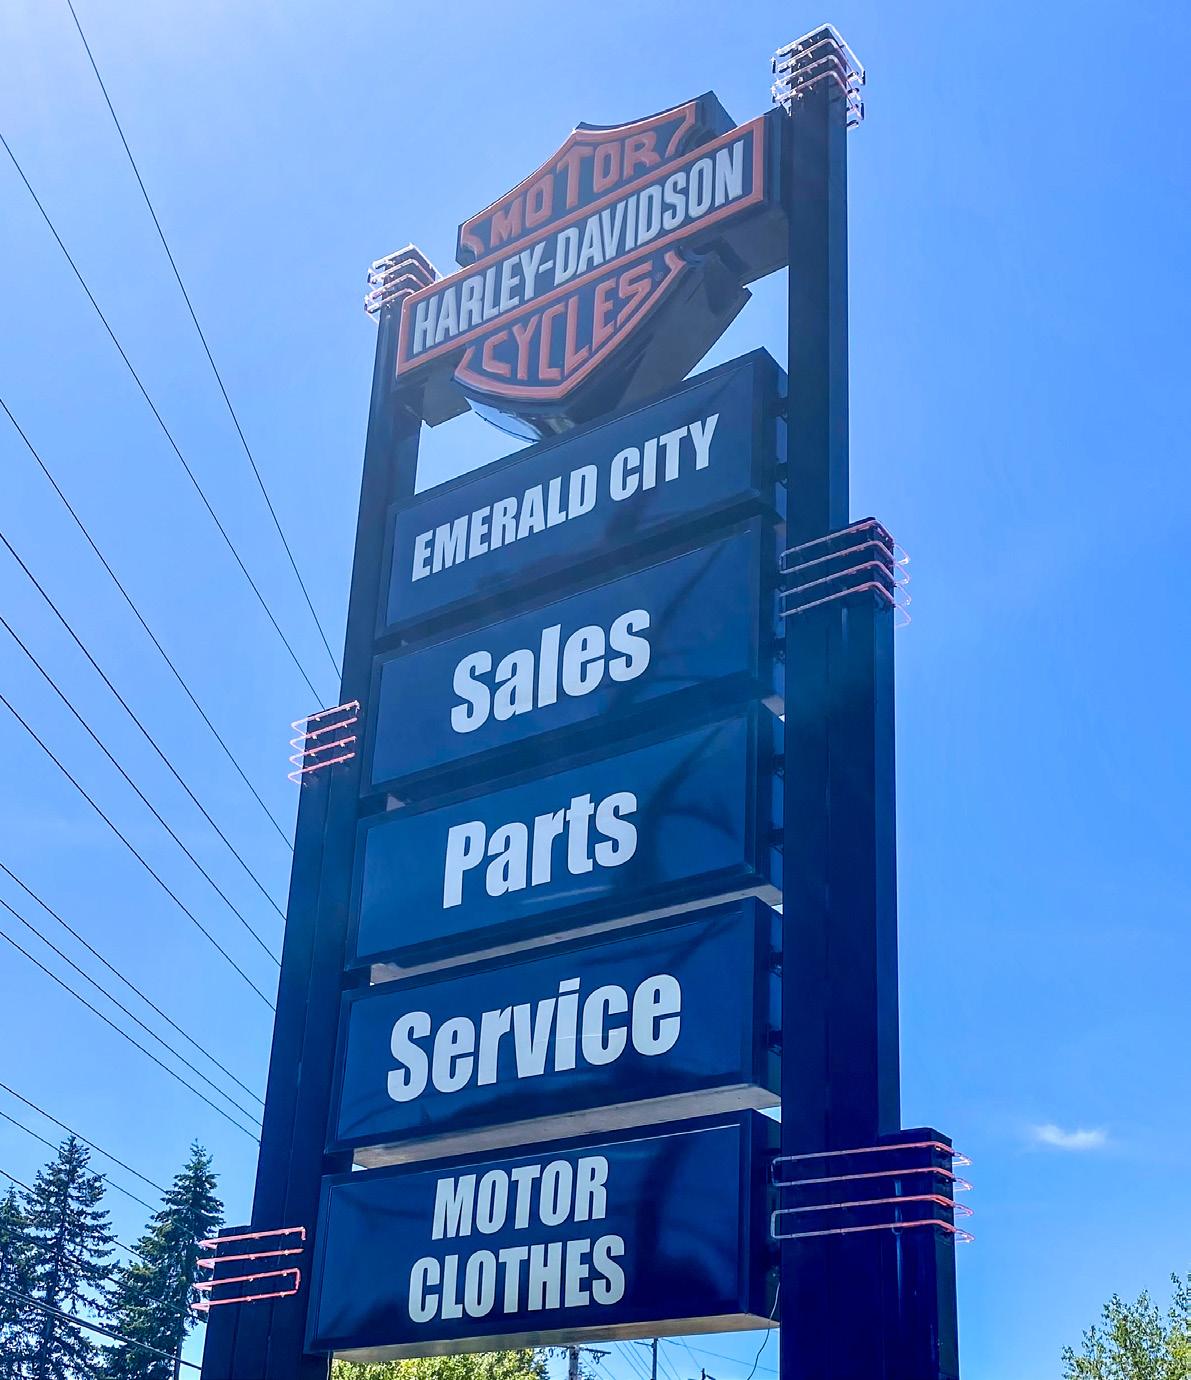 MOTOR
HARLEY-DAVIDSON
CYCLES
EMERALD CITY
Sales
Parts
Service
MOTOR
CLOTHES